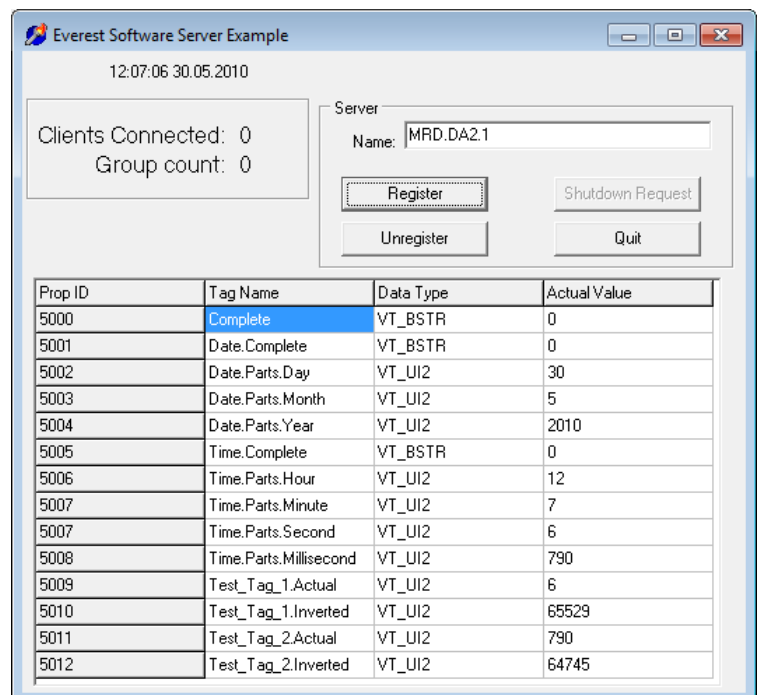 Everest Software Server Example
12:07:06 30.05.2010
Clients Connected: 0
Group count: 0
Server
Name: MRD.DA2.1
Register Shutdown Request
Unregister Quit
Prop ID Tag Name Data Type Actual Value
5000 Complete VT_BSTR 0
5001 Date.Complete VT_BSTR 0
5002 Date.Parts.Day VT_UI2 30
5003 Date.Parts.Month VT_UI2 5
5004 Date.Parts.Year VT_UI2 2010
5005 Time.Complete VT_BSTR 0
5006 Time.Parts.Hour VT_UI2 12
5007 Time.Parts.Minute VT_UI2 7
5007 Time.Parts.Second VT_UI2 6
5008 Time.Parts.Millisecond VT_UI2 790
5009 Test_Tag_1.Actual VT_UI2 6
5010 Test_Tag_1.Inverted VT_UI2 65529
5011 Test_Tag_2.Actual VT_UI2 790
5012 Test_Tag_2.Inverted VT_UI2 64745